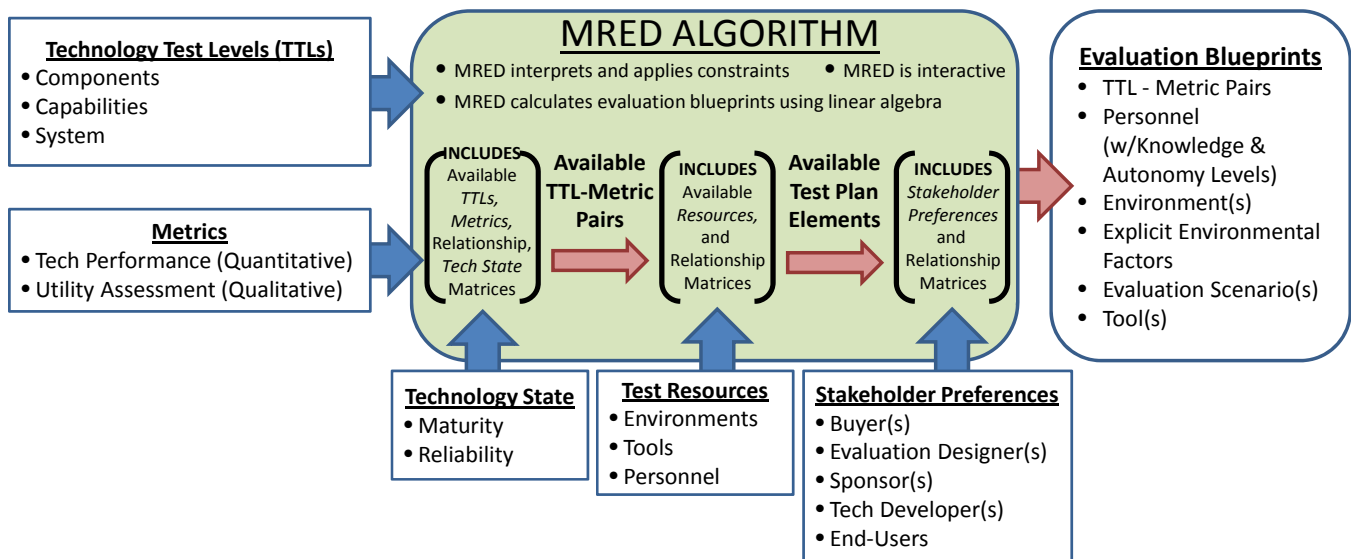 Technology Test Levels (TTLs)
• Components
• Capabilities
• System
Metrics
• Tech Performance (Quantitative)
• Utility Assessment (Qualitative)
MRED ALGORITHM
• MRED interprets and applies constraints • MRED is interactive
• MRED calculates evaluation blueprints using linear algebra
INCLUDES
Available
TTLs,
Metrics,
Relationship,
Tech State
Matrices
Available
TTL-Metric
Pairs
INCLUDES
Available
Resources,
and
Relationship
Matrices
Available
Test Plan
Elements
INCLUDES
Stakeholder
Preferences
and
Relationship
Matrices
Technology State
• Maturity
• Reliability
Test Resources
• Environments
• Tools
• Personnel
Stakeholder Preferences
• Buyer(s)
• Evaluation Designer(s)
• Sponsor(s)
• Tech Developer(s)
• End-Users
Evaluation Blueprints
• TTL - Metric Pairs
• Personnel
(w/Knowledge &
Autonomy Levels)
• Environment(s)
• Explicit Environmental
Factors
• Evaluation Scenario(s)
• Tool(s)